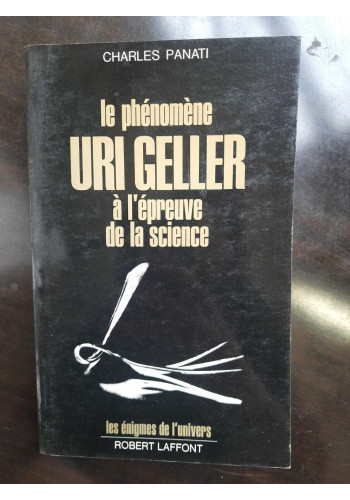 CHARLES PANATI
le phénomène
URI GELLER
à l'épreuve
de la science
les énigmes de l'univers
ROBERT LAFFONT